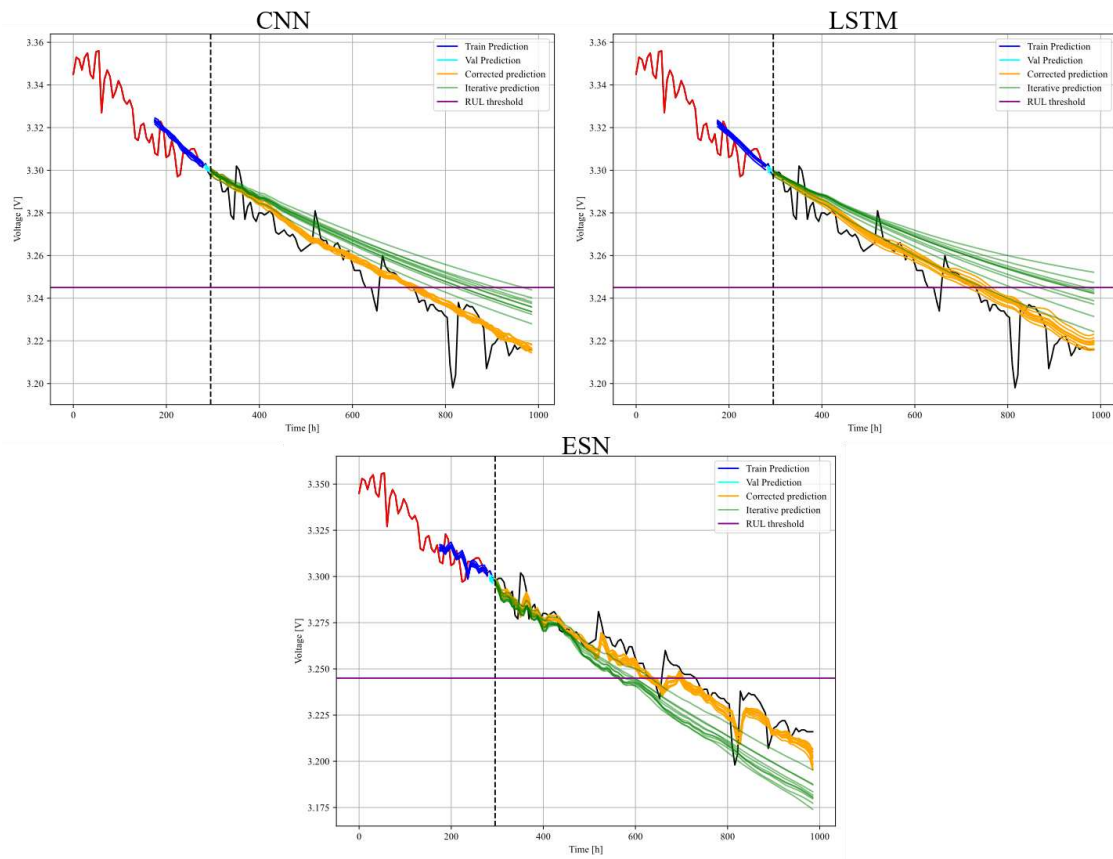 CNN
3.36
3.34
3.32
3.30
3.28
3.26
3.24
3.22
3.20
Voltage [V]
0
200
400
600
800
1000
Time [h]
Train Prediction
Val Prediction
Corrected prediction
Iterative prediction
RUL threshold
LSTM
3.36
3.34
3.32
3.30
3.28
3.26
3.24
3.22
3.20
Voltage [V]
0
200
400
600
800
1000
Time [h]
Train Prediction
Val Prediction
Corrected prediction
Iterative prediction
RUL threshold
ESN
3.350
3.325
3.300
3.275
3.250
3.225
3.200
3.175
Voltage [V]
0
200
400
600
800
1000
Time [h]
Train Prediction
Val Prediction
Corrected prediction
Iterative prediction
RUL threshold